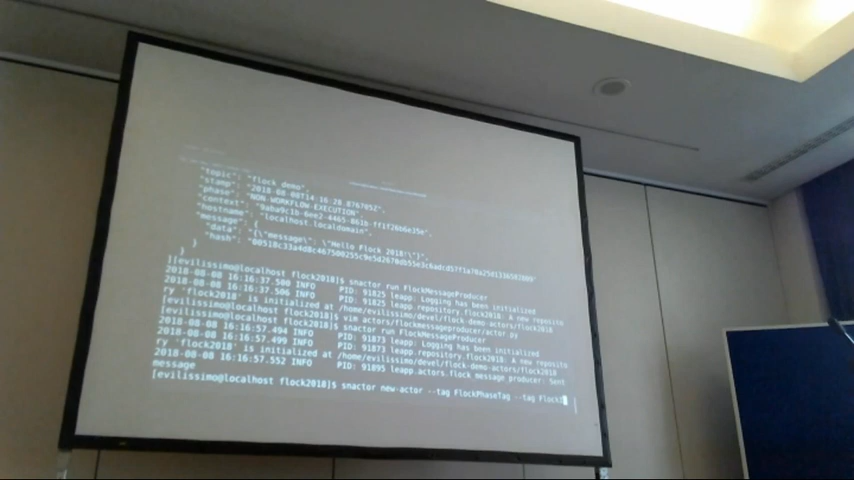 "topic": "flock_demo",
"stamp": "2018-08-08T14:16:28.876705Z",
"phase": "NON-WORKFLOW-EXECUTION",
"context":
"hostname": "localhost.localdomain",
"message": {
"data": "{\"message\": \"Hello Flock 2018!\"}",
"hash":
}
}
][evilissimo@localhost flock2018]$ snactor run FlockMessageProducer
2018-08-08 16:16:37.500 INFO PID: 91825 leapp: Logging has been initialized
2018-08-08 16:16:37.506 INFO PID: 91825 leapp.repository.flock2018: A new reposito
ry 'flock2018' is initialized at /home/evilissimo/devel/flock-demo-actors/flock2018
[evilissimo@localhost flock2018]$ vim actors/flockmessageproducer/actor.py
[evilissimo@localhost flock2018]$ snactor run FlockMessageProducer
2018-08-08 16:16:57.494 INFO PID: 91873 leapp: Logging has been initialized
2018-08-08 16:16:57.499 INFO PID: 91873 leapp.repository.flock2018: A new reposito
ry 'flock2018' is initialized at /home/evilissimo/devel/flock-demo-actors/flock2018
2018-08-08 16:16:57.552 INFO PID: 91895 leapp.actors.flock_message_producer: Sent
message
[evilissimo@localhost flock2018]$ snactor new-actor --tag FlockPhaseTag --tag